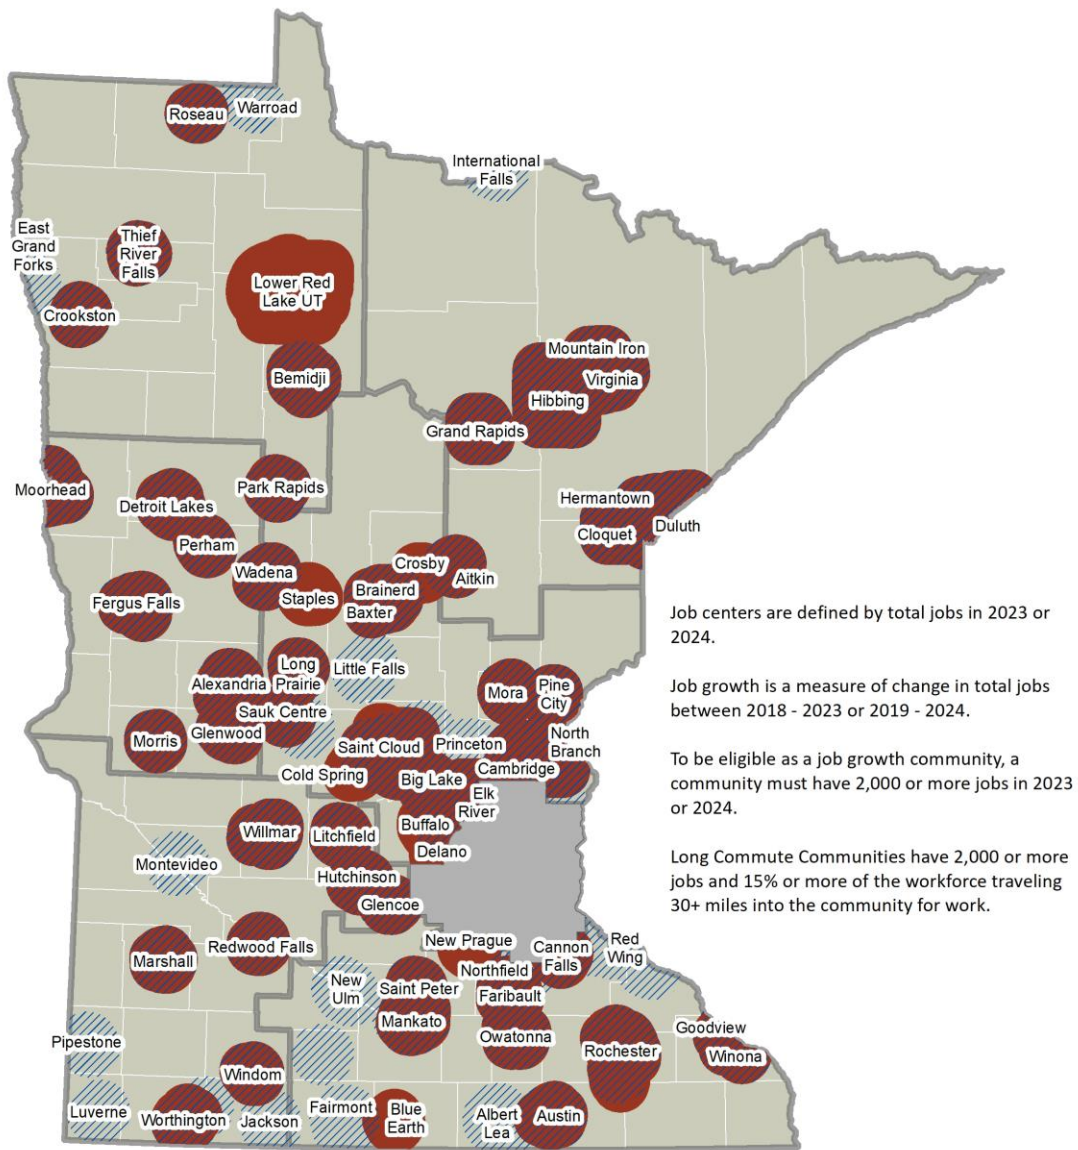 Roseau
Warroad
International
Falls
East
Grand
Forks
Thief
River
Falls
Crookston
Lower Red
Lake UT
Bemidji
Mountain Iron
Virginia
Hibbing
Grand Rapids
Moorhead
Detroit Lakes
Park Rapids
Perham
Hermantown
Duluth
Cloquet
Wadena
Staples
Crosby
Aitkin
Brainerd
Baxter
Fergus Falls
Job centers are defined by total jobs in 2023 or
2024.
Long
Prairie
Little Falls
Alexandria
Sauk Centre
Glenwood
Morris
Mora
Pine
City
Job growth is a measure of change in total jobs
between 2018 - 2023 or 2019 - 2024.
North
Branch
Princeton
Saint Cloud
Cold Spring
Cambridge
Big Lake
Elk
River
To be eligible as a job growth community, a
community must have 2,000 or more jobs in 2023
or 2024.
Buffalo
Delano
Willmar
Litchfield
Montevideo
Hutchinson
Glencoe
Long Commute Communities have 2,000 or more
jobs and 15% or more of the workforce traveling
30+ miles into the community for work.
Redwood Falls
Marshall
New Prague
Cannon
Falls
Red
Wing
Northfield
New
Ulm
Saint Peter
Faribault
Mankato
Owatonna
Goodview
Winona
Rochester
Pipestone
Windom
Luverne
Worthington
Jackson
Fairmont
Blue
Earth
Albert
Lea
Austin